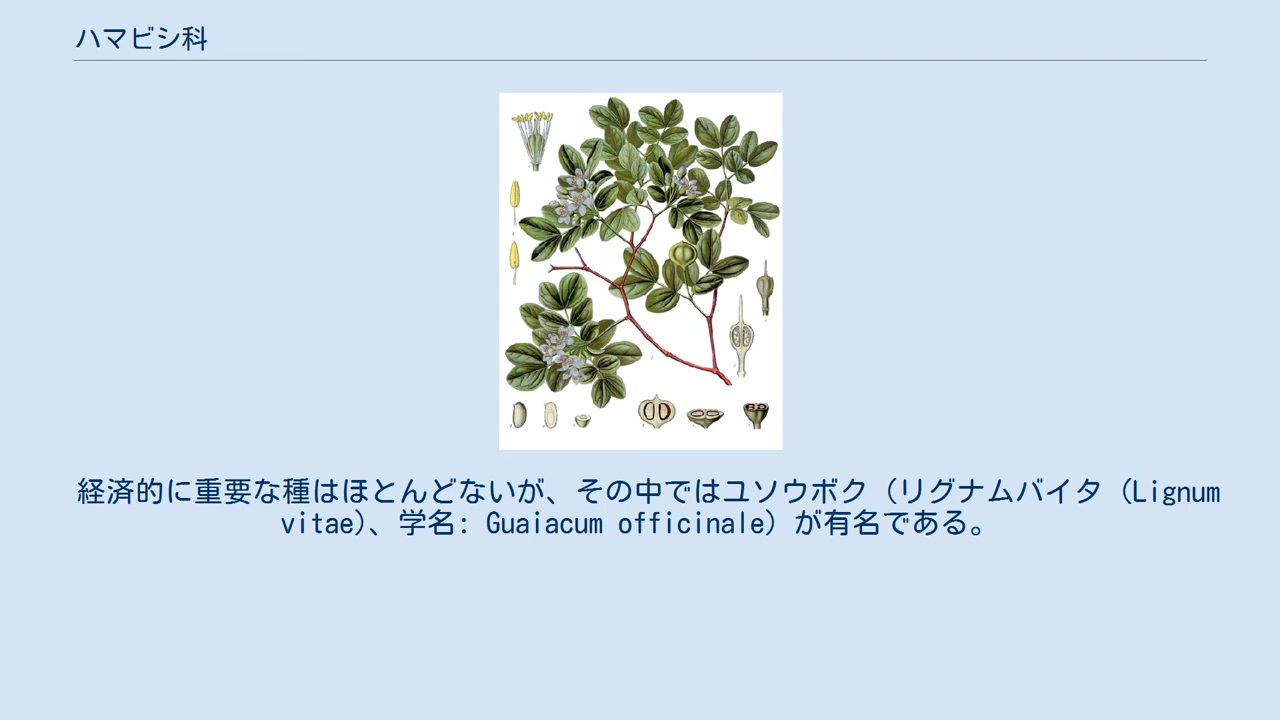 ハマビシ科
経済的に重要な種はほとんどないが、その中ではユソウボク（リグナムバイタ（Lignum
vitae)、学名: Guaiacum officinale）が有名である。